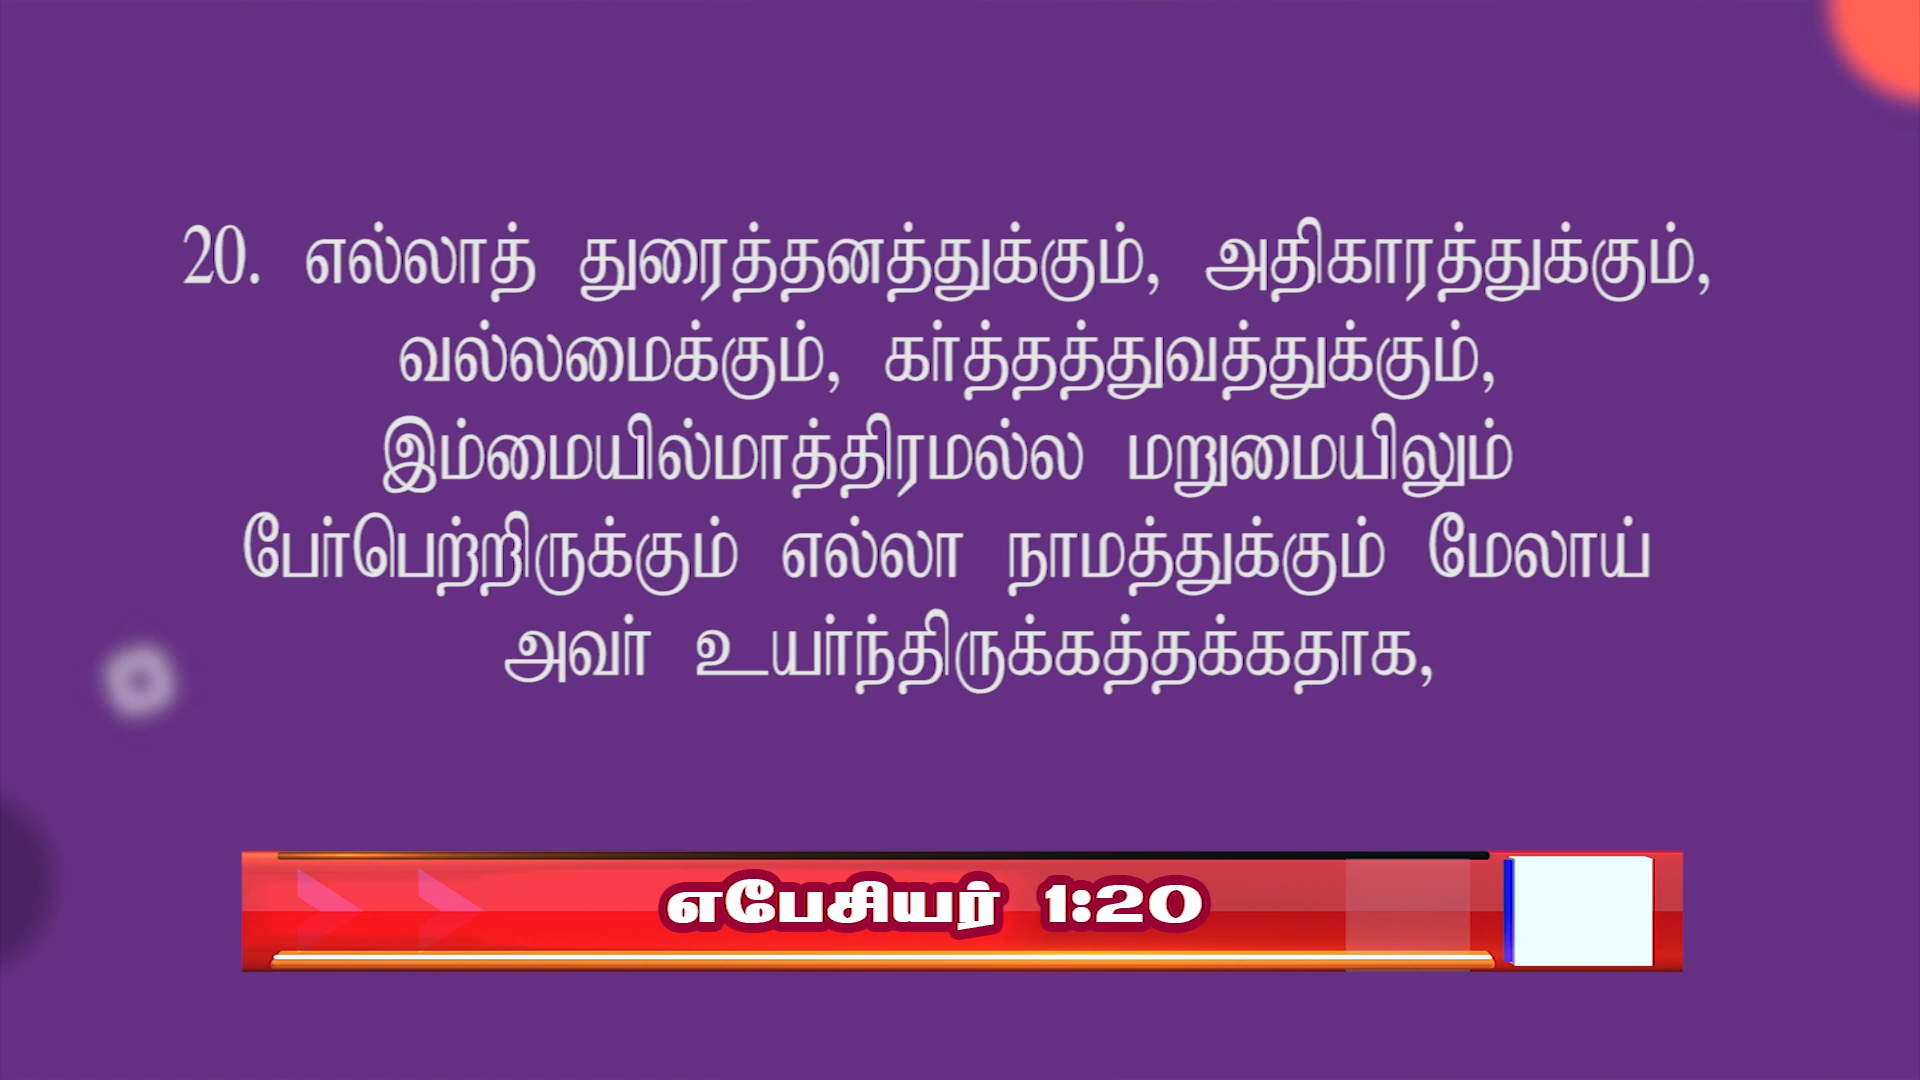 20. எல்லாத் துரைத்தனத்துக்கும், அதிகாரத்துக்கும்,
வல்லமைக்கும், கர்த்தத்துவத்துக்கும்,
இம்மையில்மாத்திரமல்ல மறுமையிலும்
பேர்பெற்றிருக்கும் எல்லா நாமத்துக்கும் மேலாய்
அவர் உயர்ந்திருக்கத்தக்கதாக,
எபேசியர் 1:20